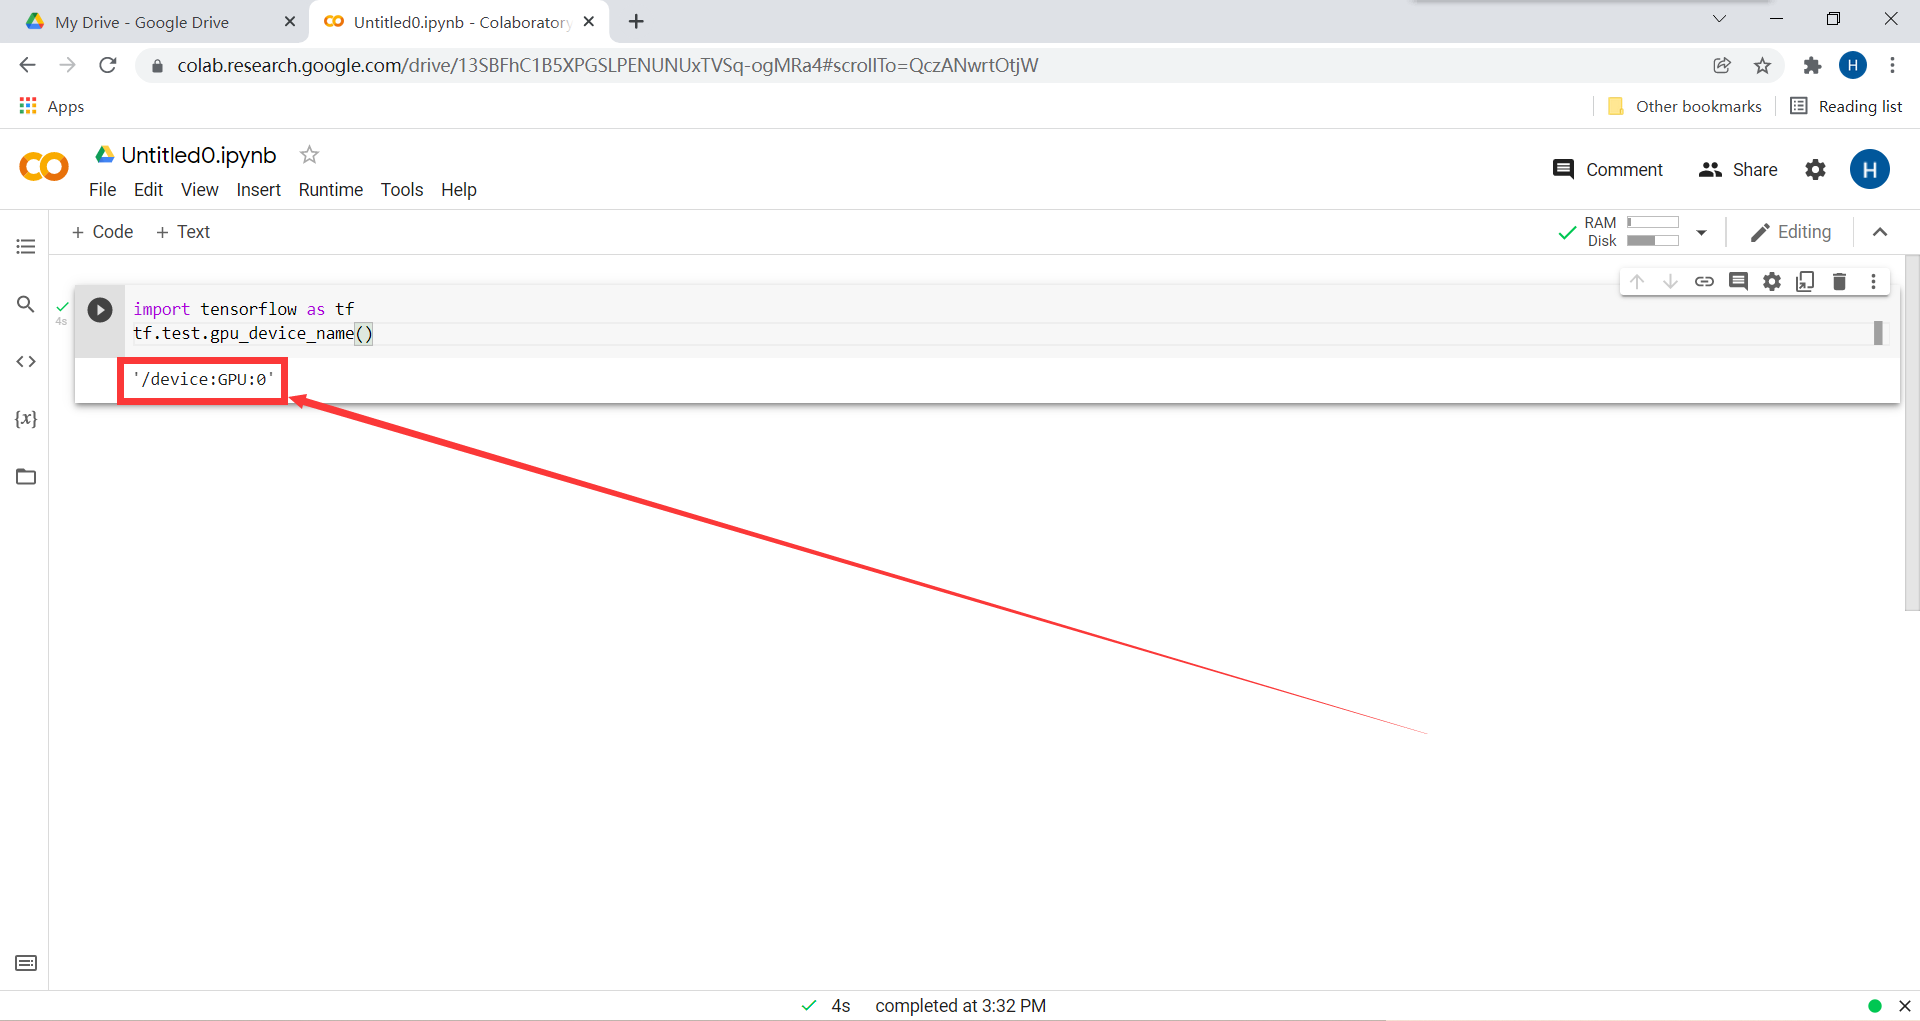 My Drive - Google Drive
Untitled0.ipynb - Colaboratory
colab.research.google.com/drive/13SBFhC1B5XPGSLPENUNUxTVSq-ogMRa4#scrollTo=QczANwrtOtjW
H
Apps
Other bookmarks
Reading list
Untitled0.ipynb
File Edit View Insert Runtime Tools Help
Comment
Share
H
+ Code + Text
RAM
Disk
Editing
4s
import tensorflow as tf
tf.test.gpu_device_name()
'/device:GPU:0'
{x}
4s completed at 3:32 PM